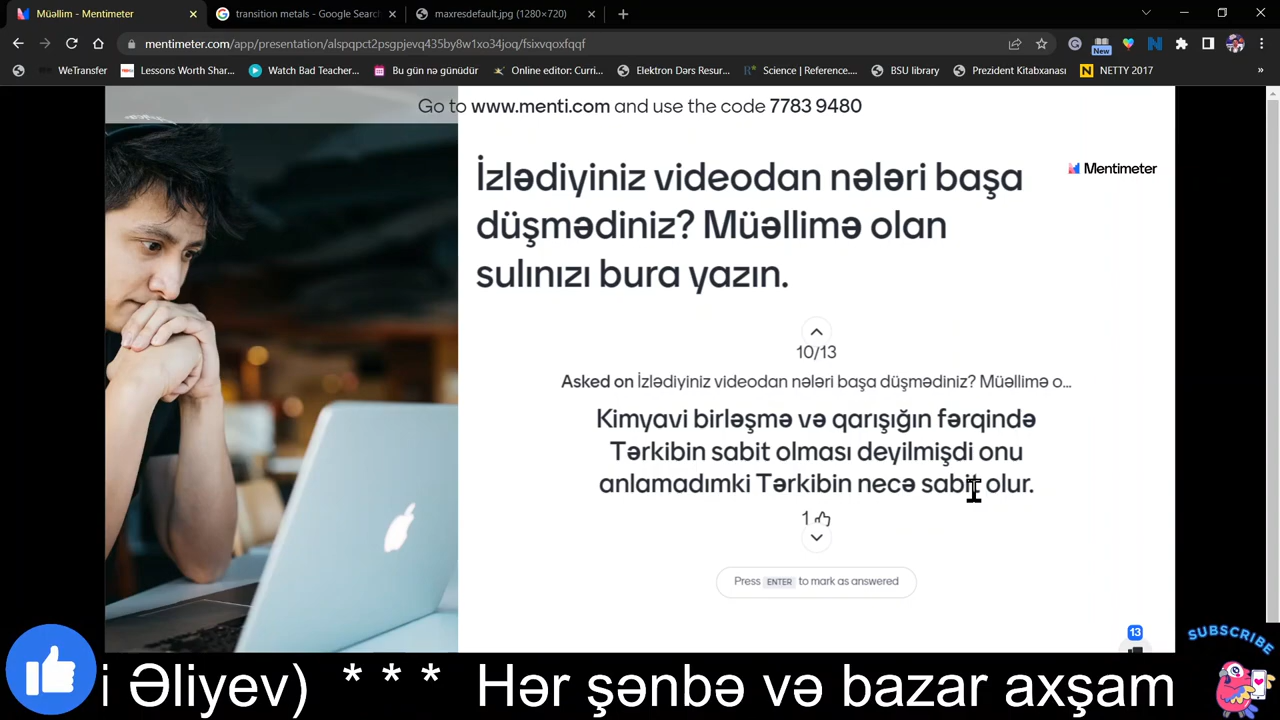 Müəllim - Mentimeter
transition metals - Google Searc
maxresdefault.jpg (1280×720)
mentimeter.com/app/presentation/alspqpct2psgpjevq435by8w1xo34joq/fsixvqoxfqqf
New
WeTransfer
Lessons Worth Shar...
Watch Bad Teacher...
Bu gün nə günüdür
Online editor: Curri...
Elektron Dərs Resur...
Science | Reference....
BSU library
Prezident Kitabxanası
NETTY 2017
Go to www.menti.com and use the code 7783 9480
Mentimeter
İzlədiyiniz videodan nələri başa
düşmədiniz? Müəllimə olan
sulınızı bura yazın.
10/13
Asked on İzlədiyiniz videodan nələri başa düşmədiniz? Müəllimə o...
Kimyavi birləşmə və qarışığın fərqində
Tərkibin sabit olması deyilmişdi onu
anlamadımki Tərkibin necə sabit olur.
1
Press ENTER to mark as answered
13
SUBSCRIBE
i Əliyev) * * * Hər şənbə və bazar axşam